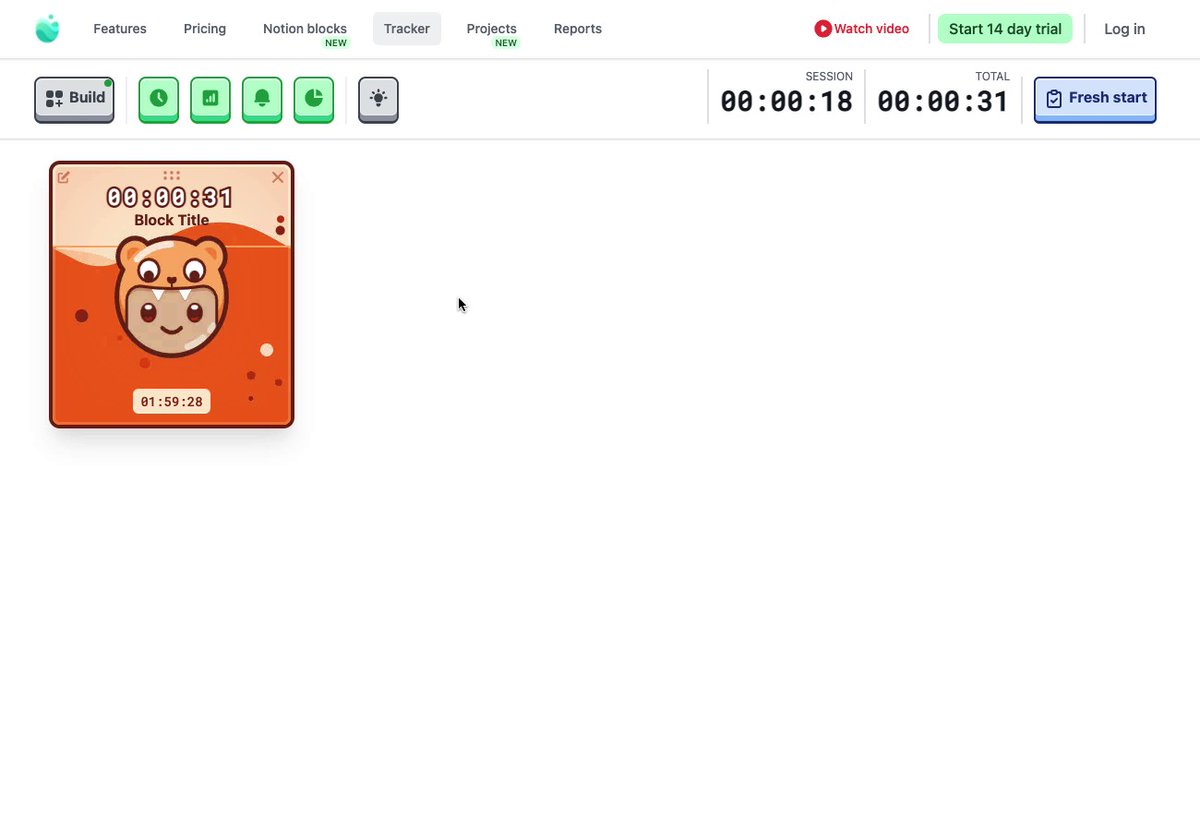 Features
Pricing
Notion blocks
NEW
Tracker
Projects
NEW
Reports
Watch video
Start 14 day trial
Log in
Build
SESSION
00:00:18
TOTAL
00:00:31
Fresh start
00:00:31
Block Title
01:59:28